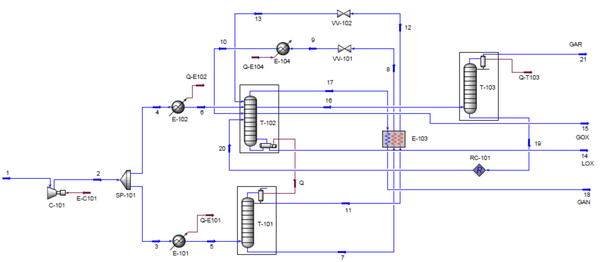 13
VV-102
12
10
E-104
9
VV-101
GAR
21
Q-E104
8
Q-T103
Q-E102
17
T-103
4
E-102
6
16
T-102
15
GOX
20
E-103
19
14
LOX
1
2
Q
RC-101
C-101
E-C101
SP-101
18
GAN
Q-E101
T-101
11
3
E-101
5
7